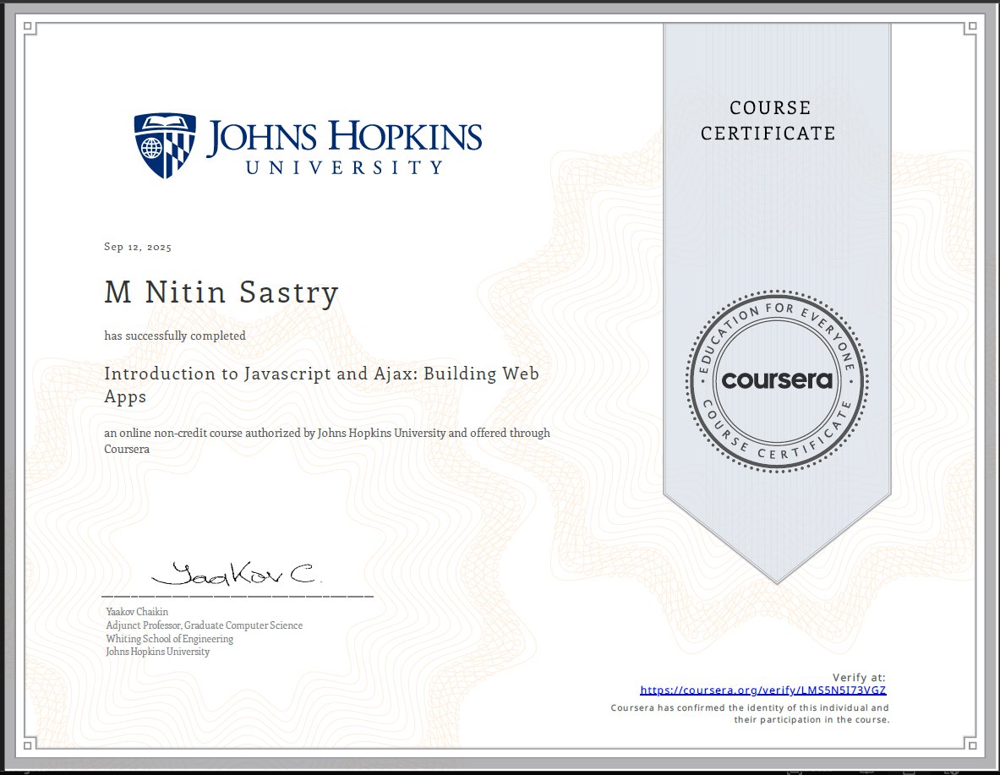 JOHNS HOPKINS
UNIVERSITY
COURSE
CERTIFICATE
Sep 12, 2025
M Nitin Sastry
has successfully completed
Introduction to Javascript and Ajax: Building Web
Apps
an online non-credit course authorized by Johns Hopkins University and offered through
Coursera
EDUCATION FOR EVERYONE
coursera
COURSE CERTIFICATE
Yaakov C.
Yaakov Chaikin
Adjunct Professor, Graduate Computer Science
Whiting School of Engineering
Johns Hopkins University
Verify at:
https://coursera.org/verify/LMS5N5I73VGZ
Coursera has confirmed the identity of this individual and
their participation in the course.